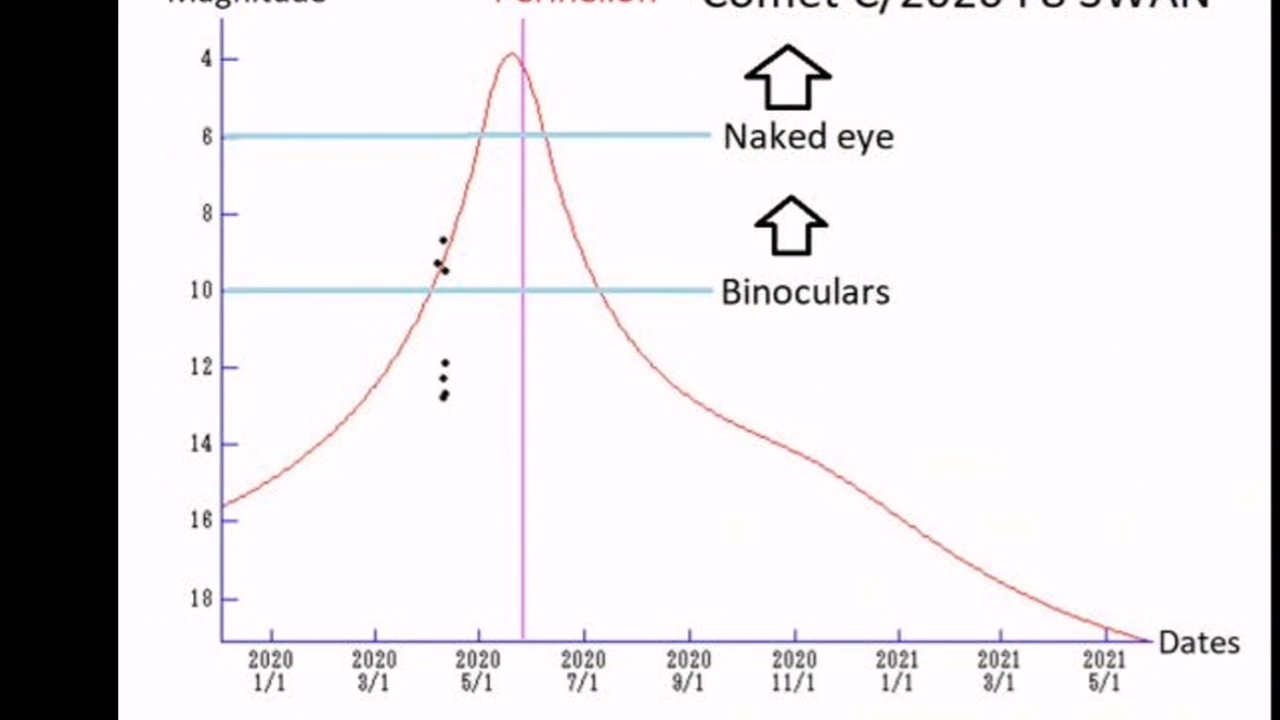 Magnitude
Perihelion
Comet C/2020 F8 SWAN
4
6
Naked eye
8
10
Binoculars
12
14
16
18
Dates
2020 2020 2020 2020 2020 2020 2021 2021 2021
1/1 3/1 5/1 7/1 9/1 11/1 1/1 3/1 5/1